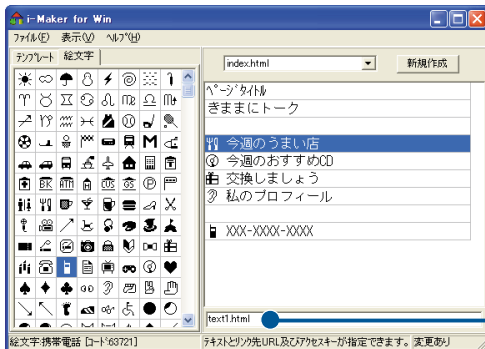 i-Maker for Win
ファイル(F) 表示(V) ヘルプ(H)
テンプレート 絵文字
index.html 新規作成
ページタイトル
きままにトーク
今週のうまい店
今週のおすすめCD
交換しましょう
私のプロフィール
XXX-XXXX-XXXX
BK ATM
CVS GS P
text1.html
絵文字:携帯電話 [コード:63721] テキストとリンク先URL及びアクセスキーが指定できます。 変更あり